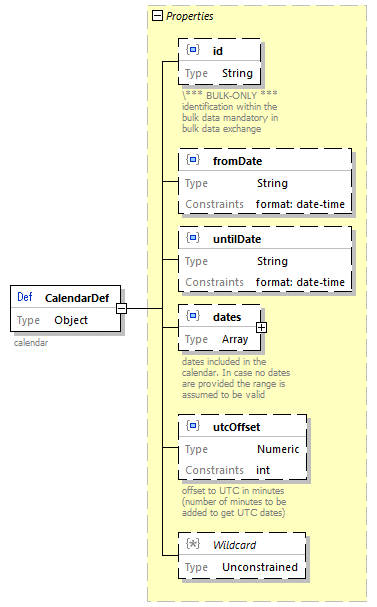 Properties
id
Type String
\*** BULK-ONLY ***
identification within the
bulk data mandatory in
bulk data exchange
fromDate
Type String
Constraints format: date-time
untilDate
Type String
Constraints format: date-time
Def CalendarDef
Type Object
calendar
dates
Type Array
dates included in the
calendar. In case no dates
are provided the range is
assumed to be valid
utcOffset
Type Numeric
Constraints int
offset to UTC in minutes
(number of minutes to be
added to get UTC dates)
{*} Wildcard
Type Unconstrained